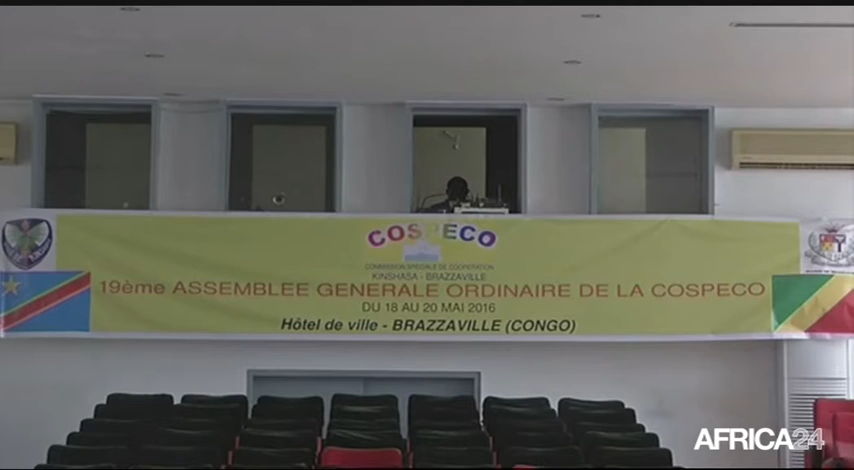 COSPECO
COMMISSION SPECIALE DE COOPERATION
KINSHASA - BRAZZAVILLE
19ème ASSEMBLEE GENERALE ORDINAIRE DE LA COSPECO
DU 18 AU 20 MAI 2016
Hôtel de ville - BRAZZAVILLE (CONGO)
AFRICA24